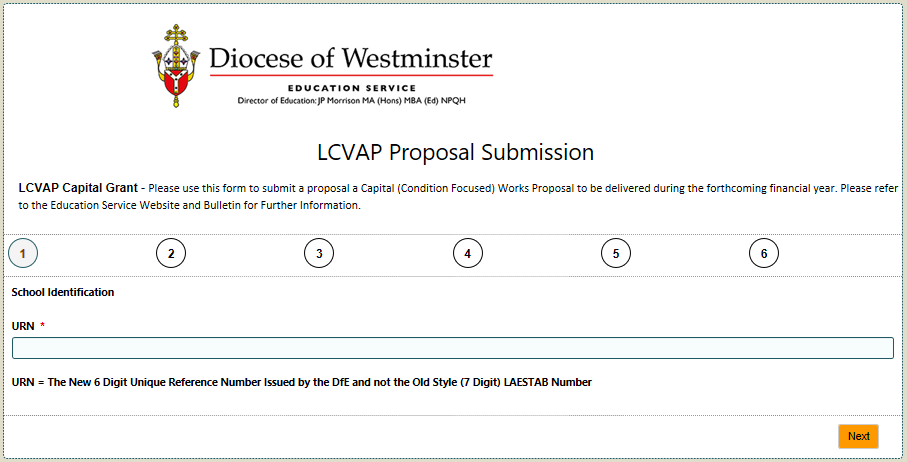 Diocese of Westminster
EDUCATION SERVICE
Director of Education: JP Morrison MA (Hons) MBA (Ed) NPQH
LCVAP Proposal Submission
LCVAP Capital Grant - Please use this form to submit a proposal a Capital (Condition Focused) Works Proposal to be delivered during the forthcoming financial year. Please refer
to the Education Service Website and Bulletin for Further Information.
1 2 3 4 5 6
School Identification
URN *
URN = The New 6 Digit Unique Reference Number Issued by the DfE and not the Old Style (7 Digit) LAESTAB Number
Next